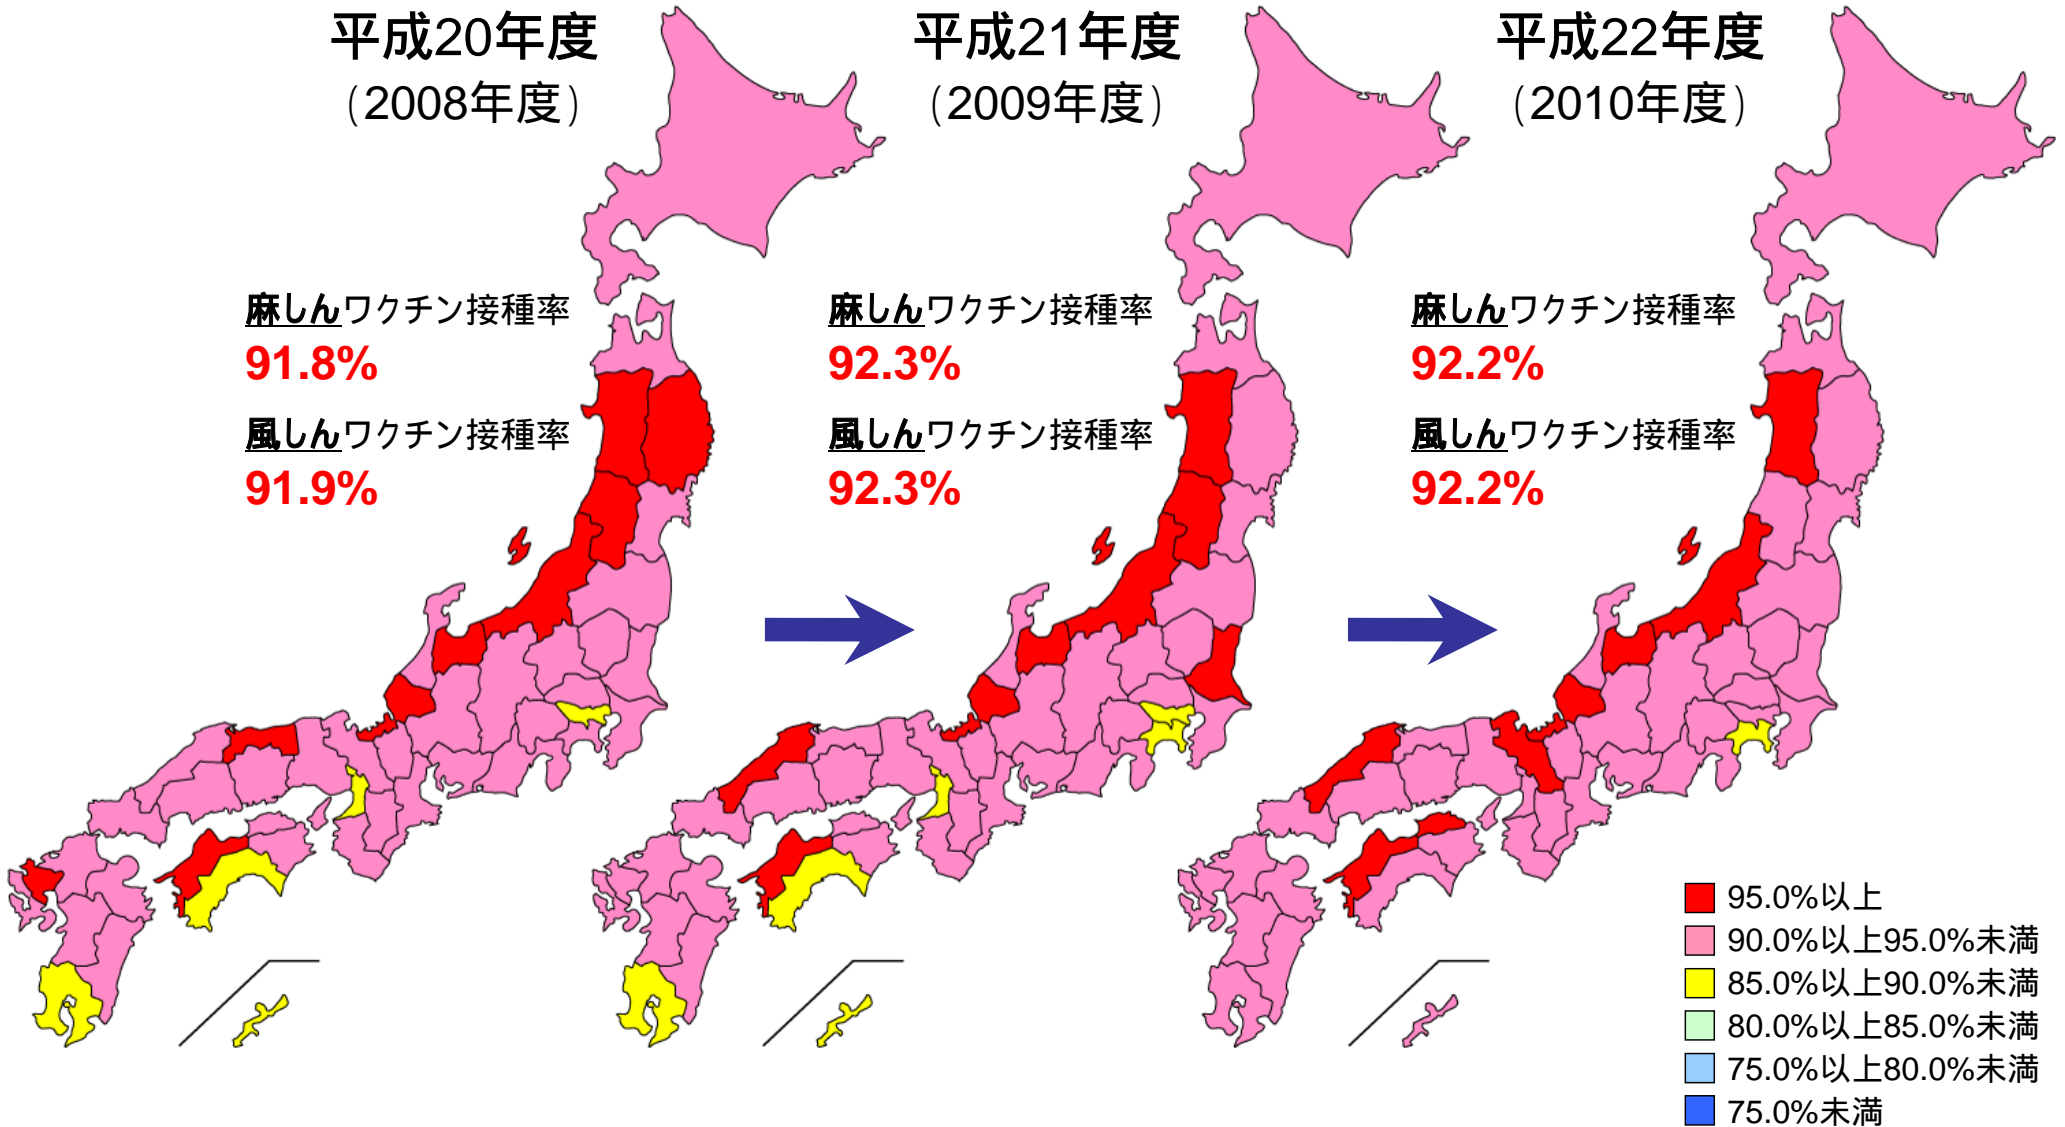 平成20年度
(2008年度)
麻しんワクチン接種率
91.8%
風しんワクチン接種率
91.9%
平成21年度
(2009年度)
麻しんワクチン接種率
92.3%
風しんワクチン接種率
92.3%
平成22年度
(2010年度)
麻しんワクチン接種率
92.2%
風しんワクチン接種率
92.2%
95.0%以上
90.0%以上95.0%未満
85.0%以上90.0%未満
80.0%以上85.0%未満
75.0%以上80.0%未満
75.0%未満